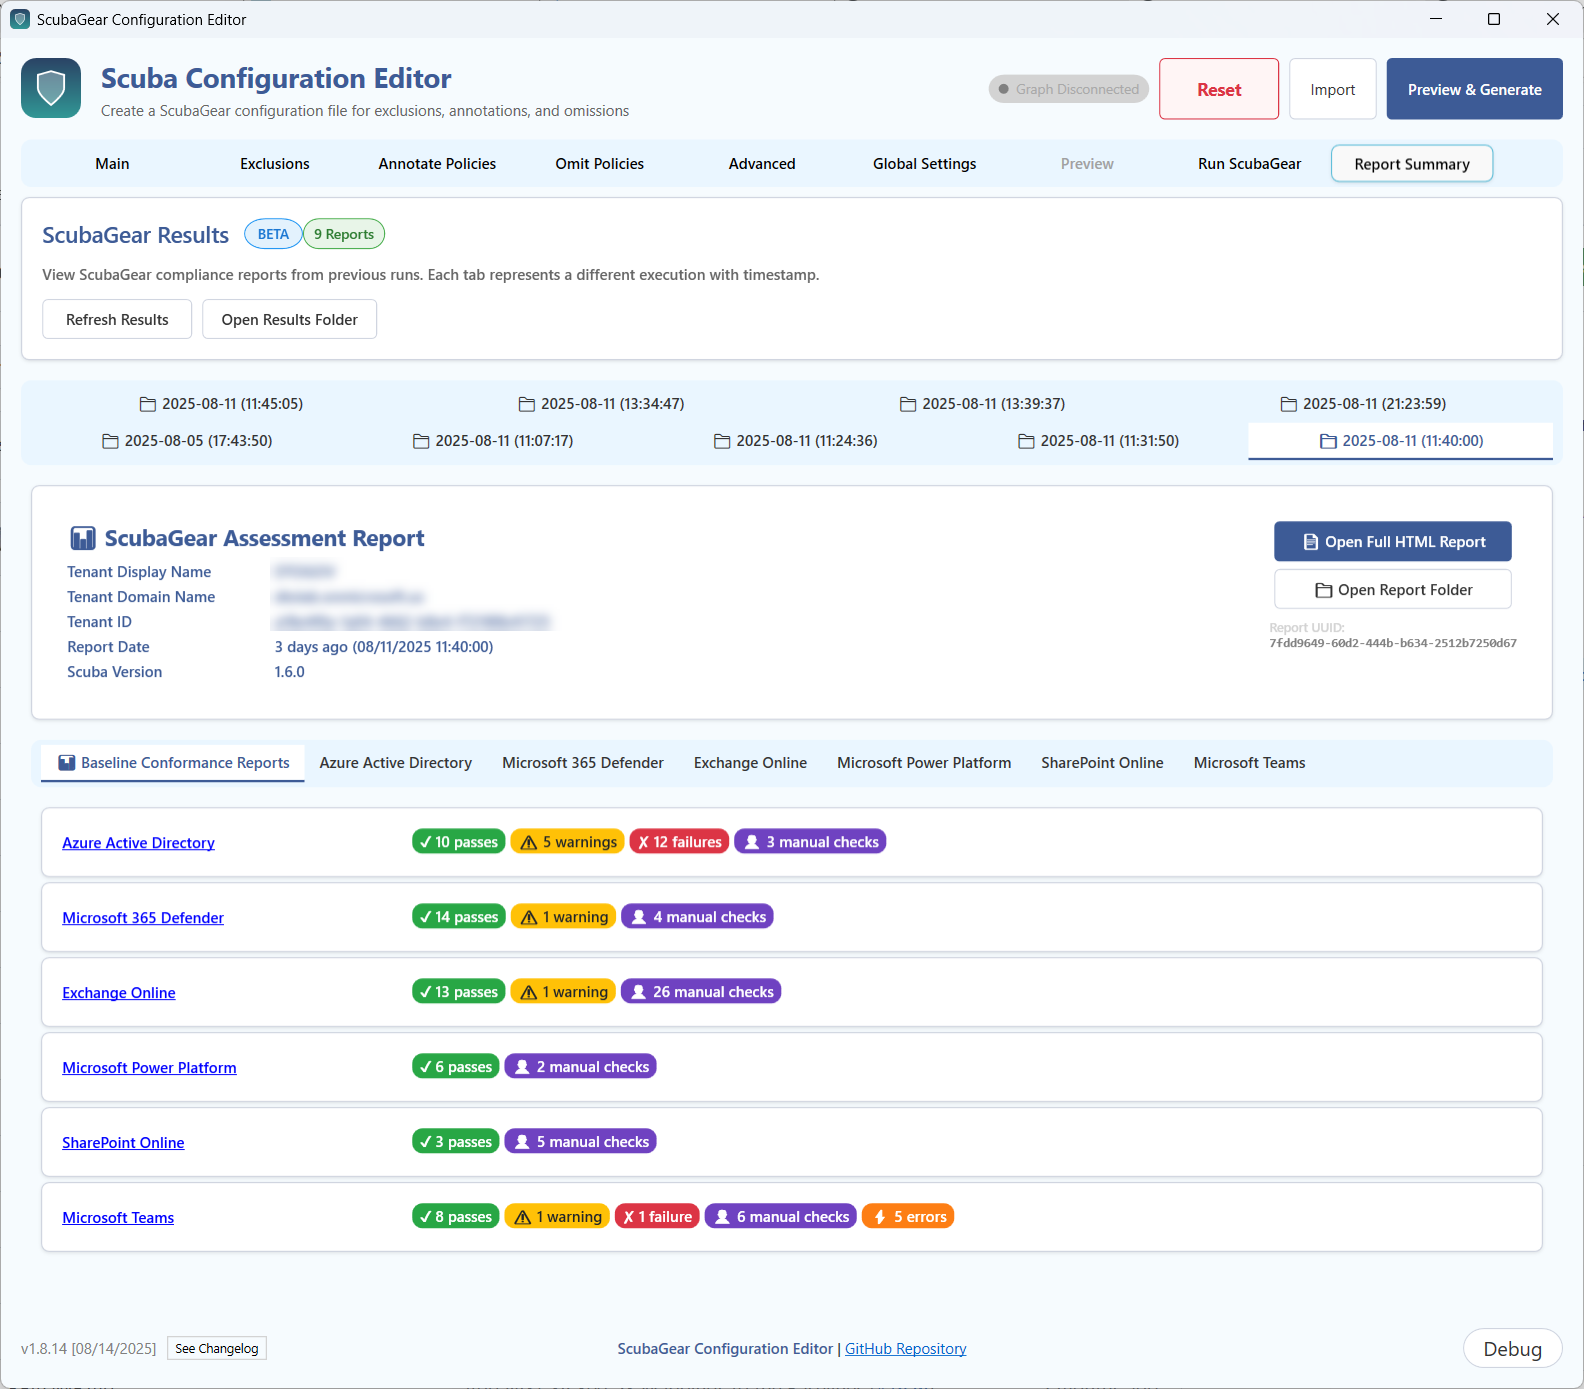 ScubaGear Configuration Editor
Scuba Configuration Editor
Create a ScubaGear configuration file for exclusions, annotations, and omissions
Graph Disconnected
Reset
Import
Preview & Generate
Main
Exclusions
Annotate Policies
Omit Policies
Advanced
Global Settings
Preview
Run ScubaGear
Report Summary
ScubaGear Results
BETA
9 Reports
View ScubaGear compliance reports from previous runs. Each tab represents a different execution with timestamp.
Refresh Results
Open Results Folder
2025-08-11 (11:45:05)
2025-08-11 (13:34:47)
2025-08-11 (13:39:37)
2025-08-11 (21:23:59)
2025-08-05 (17:43:50)
2025-08-11 (11:07:17)
2025-08-11 (11:24:36)
2025-08-11 (11:31:50)
2025-08-11 (11:40:00)
ScubaGear Assessment Report
Tenant Display Name
Tenant Domain Name
Tenant ID
Report Date 3 days ago (08/11/2025 11:40:00)
Scuba Version 1.6.0
Open Full HTML Report
Open Report Folder
Report UUID:
7fdd9649-60d2-444b-b634-2512b7250d67
Baseline Conformance Reports
Azure Active Directory
Microsoft 365 Defender
Exchange Online
Microsoft Power Platform
SharePoint Online
Microsoft Teams
Azure Active Directory ✓ 10 passes ⚠ 5 warnings ✗ 12 failures 3 manual checks
Microsoft 365 Defender ✓ 14 passes ⚠ 1 warning 4 manual checks
Exchange Online ✓ 13 passes ⚠ 1 warning 26 manual checks
Microsoft Power Platform ✓ 6 passes 2 manual checks
SharePoint Online ✓ 3 passes 5 manual checks
Microsoft Teams ✓ 8 passes ⚠ 1 warning ✗ 1 failure 6 manual checks 5 errors
v1.8.14 [08/14/2025]
See Changelog
ScubaGear Configuration Editor | GitHub Repository
Debug